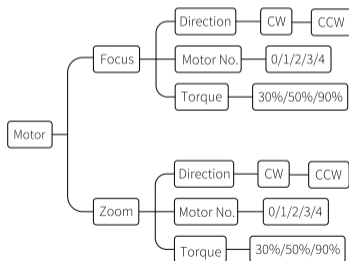 Direction CW CCW
Focus Motor No. 0/1/2/3/4
Torque 30%/50%/90%
Motor
Direction CW CCW
Zoom Motor No. 0/1/2/3/4
Torque 30%/50%/90%